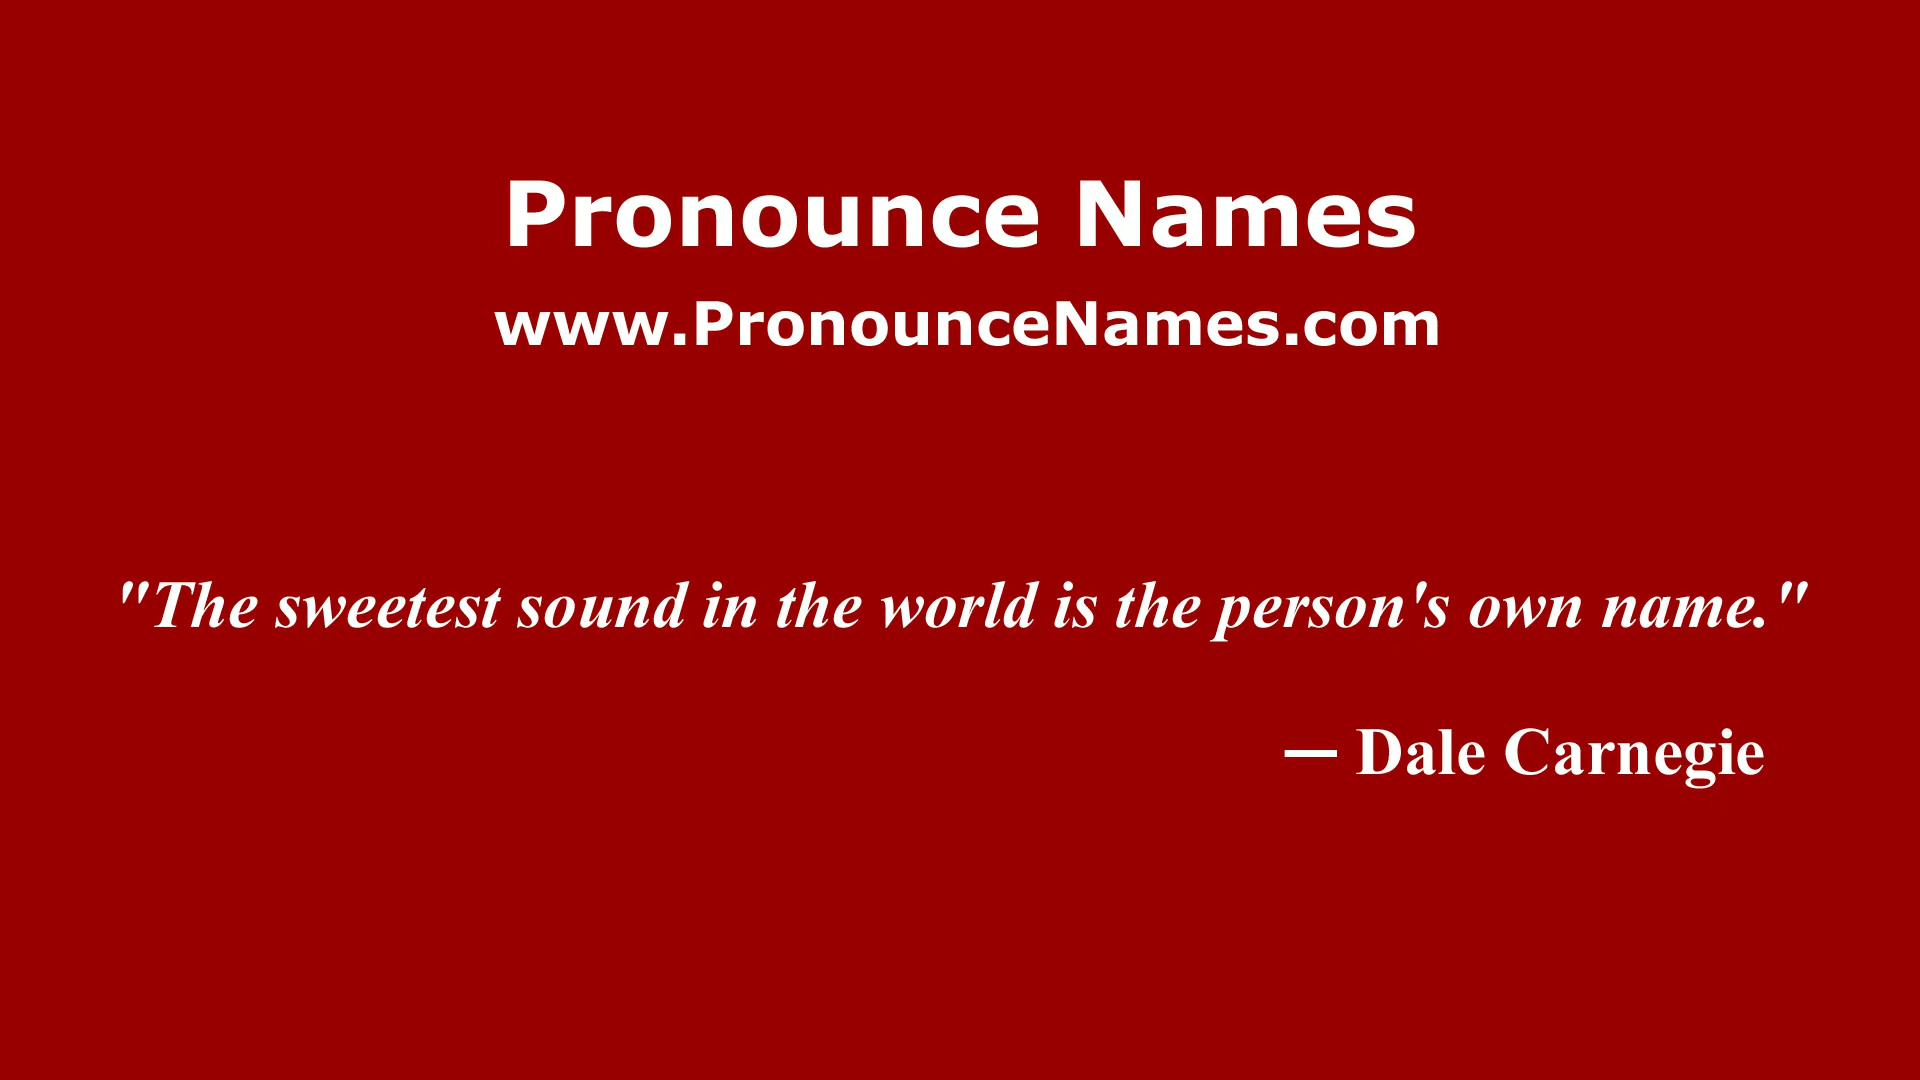 Pronounce Names
www.PronounceNames.com
"The sweetest sound in the world is the person's own name."
— Dale Carnegie